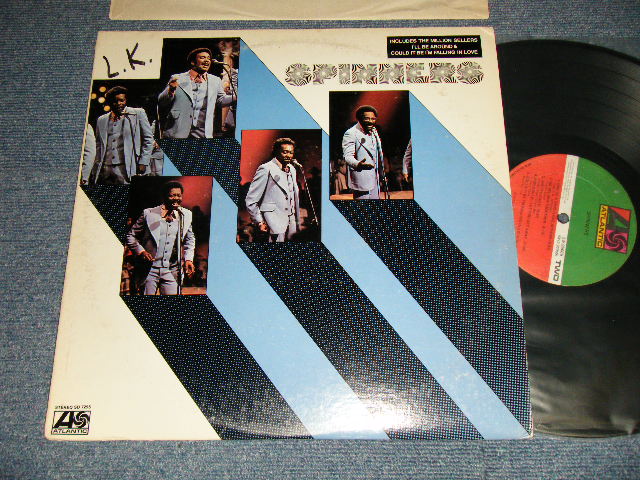 L.K.
INCLUDES THE MILLION SELLERS
I'LL BE AROUND &
COULD IT BE I'M FALLING IN LOVE
SPINNERS
STEREO SD 7256
ATLANTIC
ATLANTIC
TWO